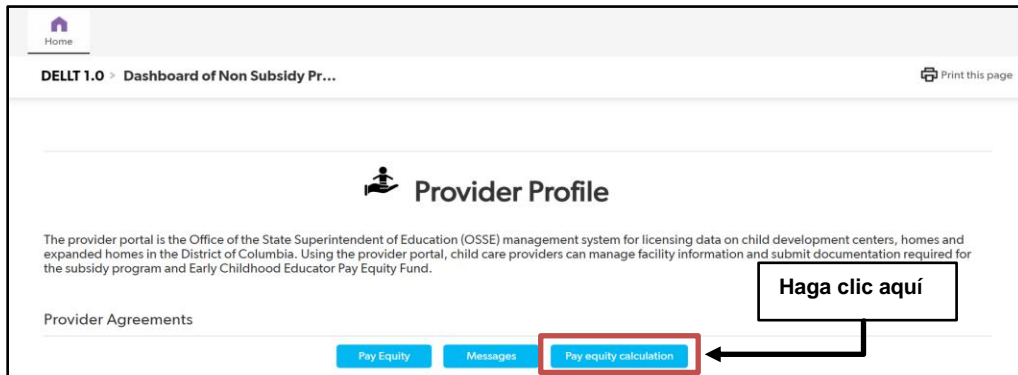 Home
DELLT 1.0 > Dashboard of Non Subsidy Pr...
Print this page
Provider Profile
The provider portal is the Office of the State Superintendent of Education (OSSE) management system for licensing data on child development centers, homes and
expanded homes in the District of Columbia. Using the provider portal, child care providers can manage facility information and submit documentation required for
the subsidy program and Early Childhood Educator Pay Equity Fund.
Haga clic aquí
Provider Agreements
Pay Equity
Messages
Pay equity calculation